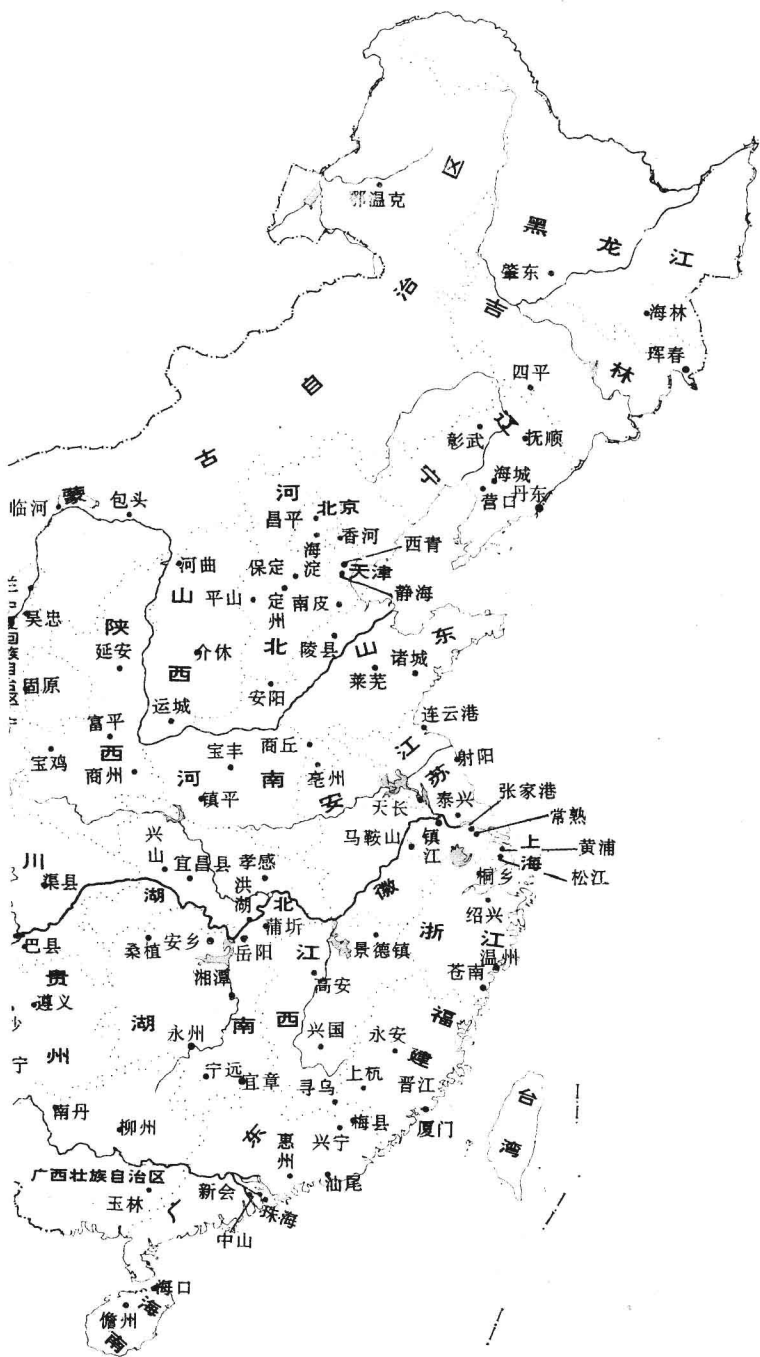 区
鄂温克
黑龙江
肇东
治
吉林
海林
珲春
自
四平
古
彰武
抚顺
辽宁
海城
营口
丹东
河北
北京
昌平
临河
蒙
包头
香河
海淀
西青
河曲
保定
天津
静海
山西
平山
定州
南皮
吴忠
陕西
延安
介休
陵县
山东
诸城
莱芜
固原
安阳
运城
连云港
富平
宝丰
商丘
江苏
射阳
宝鸡
商州
河南
亳州
镇平
安徽
天长
泰兴
张家港
常熟
兴山
马鞍山
镇江
上海
黄浦
松江
川
渠县
宜昌县
孝感
洪湖
湖北
桐乡
绍兴
蒲圻
巴县
桑植
安乡
岳阳
江西
景德镇
浙江
温州
苍南
贵州
湘潭
高安
遵义
湖南
永州
兴国
永安
福建
宁
宁远
宜章
寻乌
上杭
晋江
南丹
柳州
梅县
兴宁
厦门
台湾
广东
惠州
汕尾
广西壮族自治区
玉林
新会
珠海
中山
海口
儋州
海南